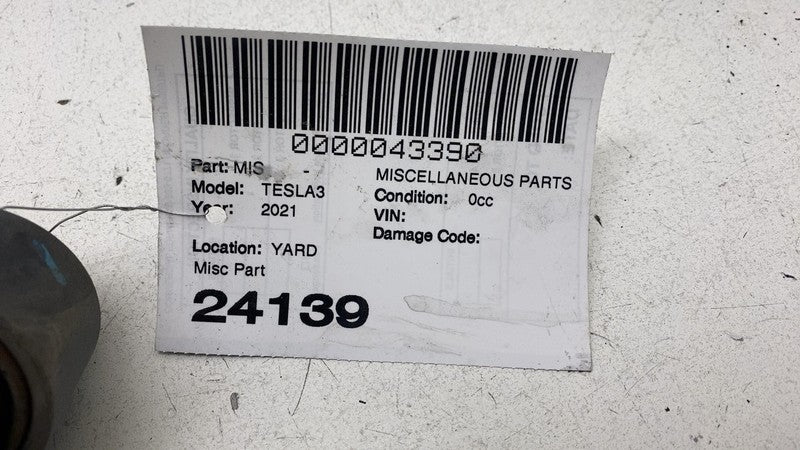 0000043390
Part: MIS - MISCELLANEOUS PARTS
Model: TESLA3 Condition: 0cc
Year: 2021 VIN:
Damage Code:
Location: YARD
Misc Part
24139